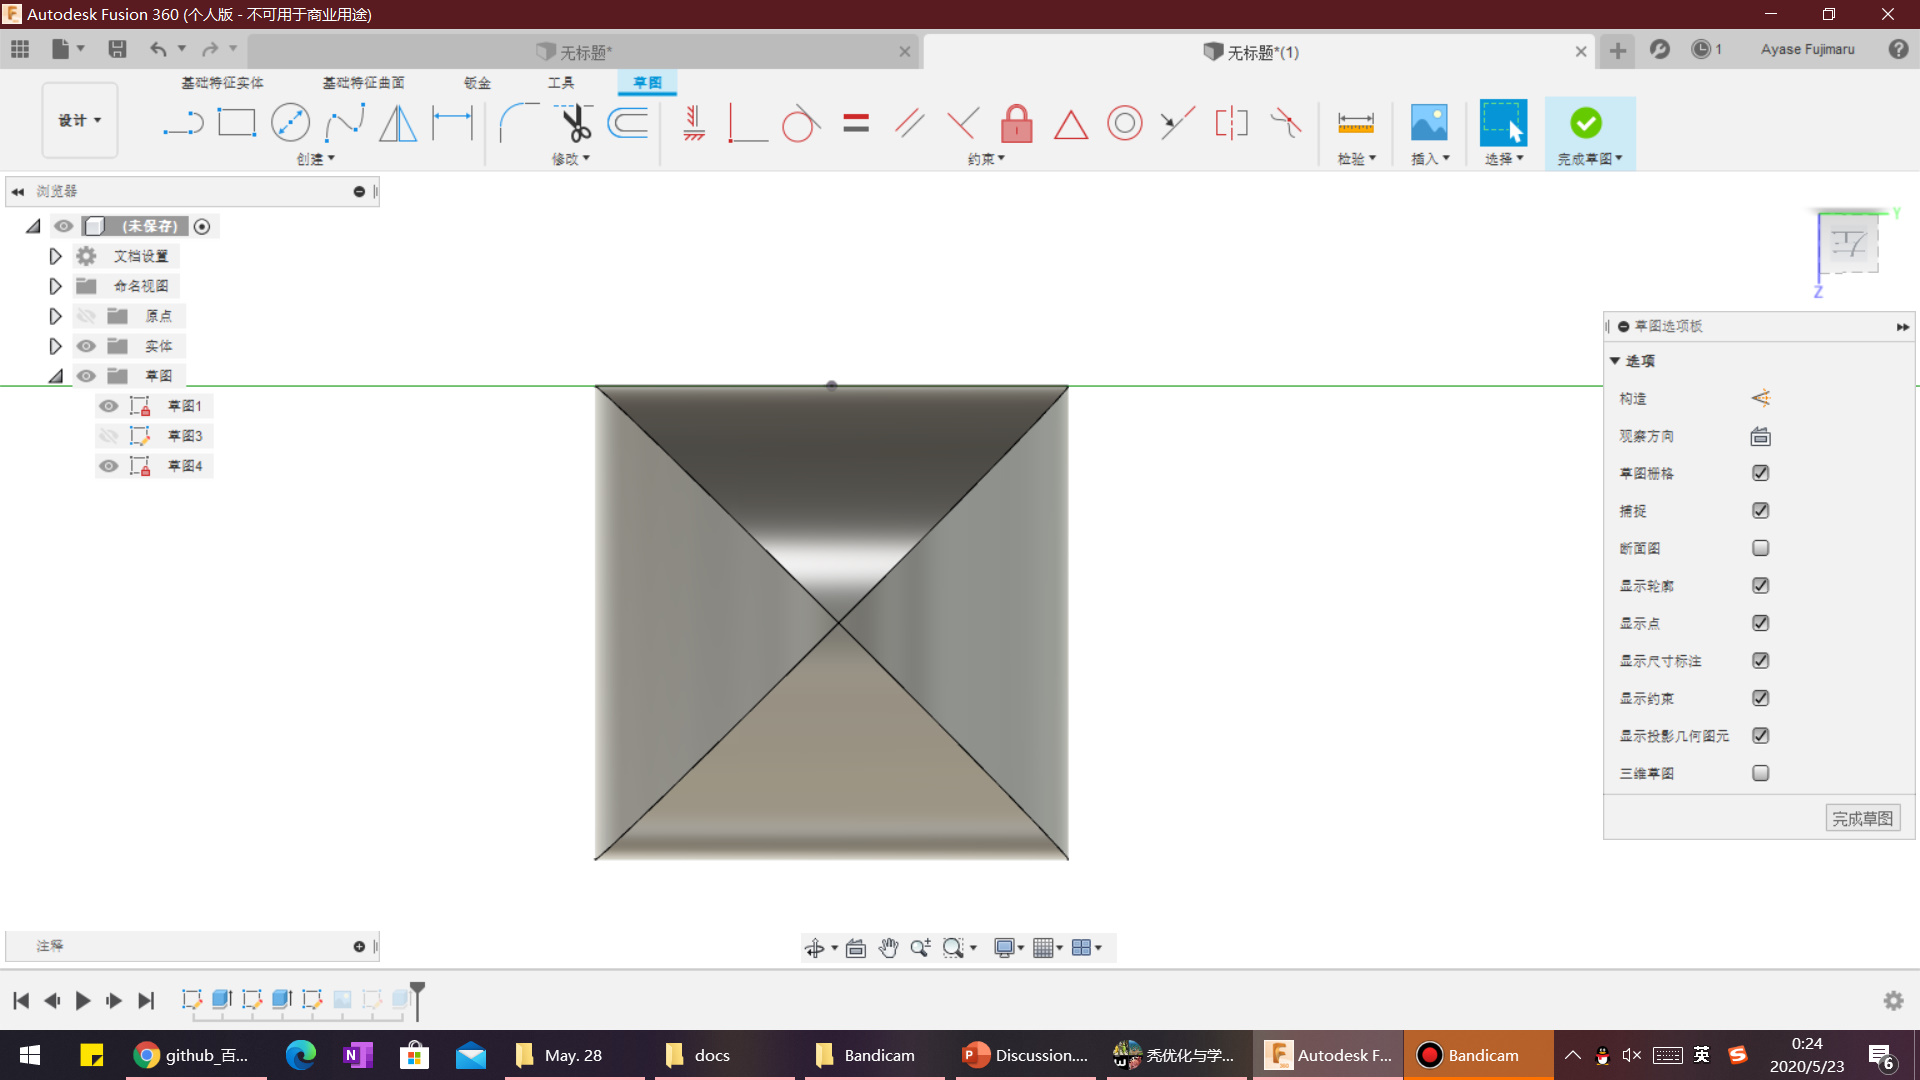 Autodesk Fusion 360 (个人版 - 不可用于商业用途)
无标题*
无标题*(1)
1
Ayase Fujimaru
基础特征实体
基础特征曲面
钣金
工具
草图
设计
创建
修改
约束
检验
插入
选择
完成草图
浏览器
(未保存)
文档设置
命名视图
原点
实体
草图
草图1
草图3
草图4
Y
左
Z
草图选项板
选项
构造
观察方向
草图栅格
捕捉
断面图
显示轮廓
显示点
显示尺寸标注
显示约束
显示投影几何图元
三维草图
完成草图
注释
github_百...
May. 28
docs
Bandicam
Discussion....
秃优化与学...
Autodesk F...
Bandicam
英
0:24
2020/5/23
6